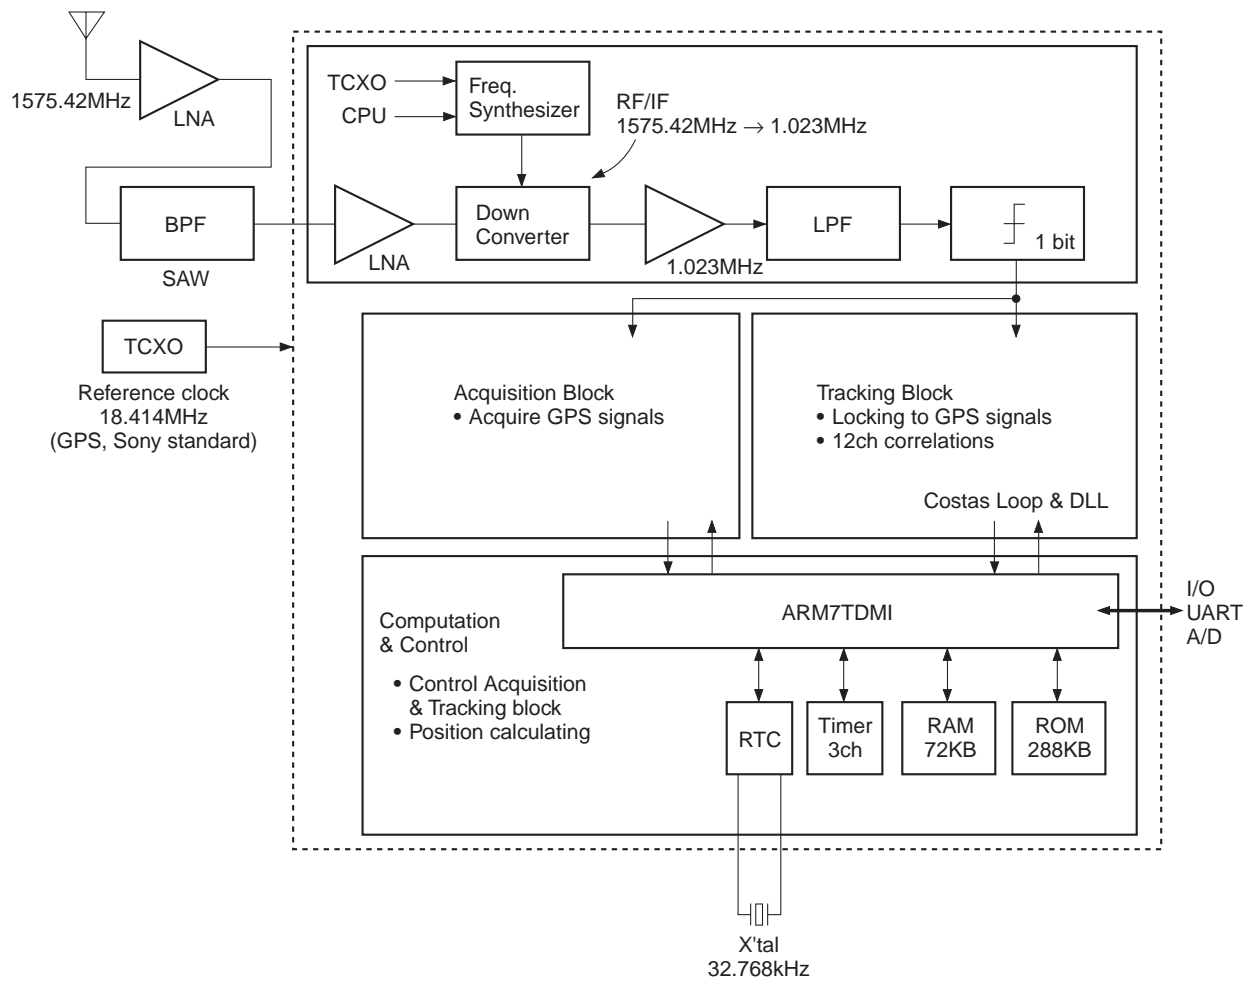 1575.42MHz
LNA
BPF
SAW
TCXO
Reference clock
18.414MHz
(GPS, Sony standard)
TCXO
CPU
Freq.
Synthesizer
RF/IF
1575.42MHz → 1.023MHz
LNA
Down
Converter
1.023MHz
LPF
1 bit
Acquisition Block
• Acquire GPS signals
Tracking Block
• Locking to GPS signals
• 12ch correlations
Costas Loop & DLL
Computation
& Control
• Control Acquisition
& Tracking block
• Position calculating
ARM7TDMI
I/O
UART
A/D
RTC
Timer
3ch
RAM
72KB
ROM
288KB
X'tal
32.768kHz